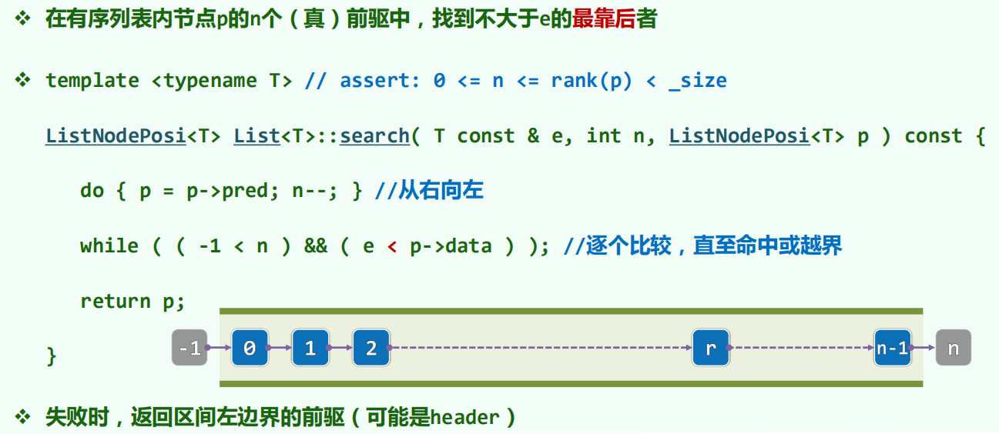 ❖ 在有序列表内节点p的n个（真）前驱中，找到不大于e的最靠后者
❖ template <typename T> // assert: 0 <= n <= rank(p) < _size
ListNodePosi<T> List<T>::search( T const & e, int n, ListNodePosi<T> p ) const {
do { p = p->pred; n--; } //从右向左
while ( ( -1 < n ) && ( e < p->data ) ); //逐个比较，直至命中或越界
return p;
}
-1 0 1 2 r n-1 n
❖ 失败时，返回区间左边界的前驱（可能是header）